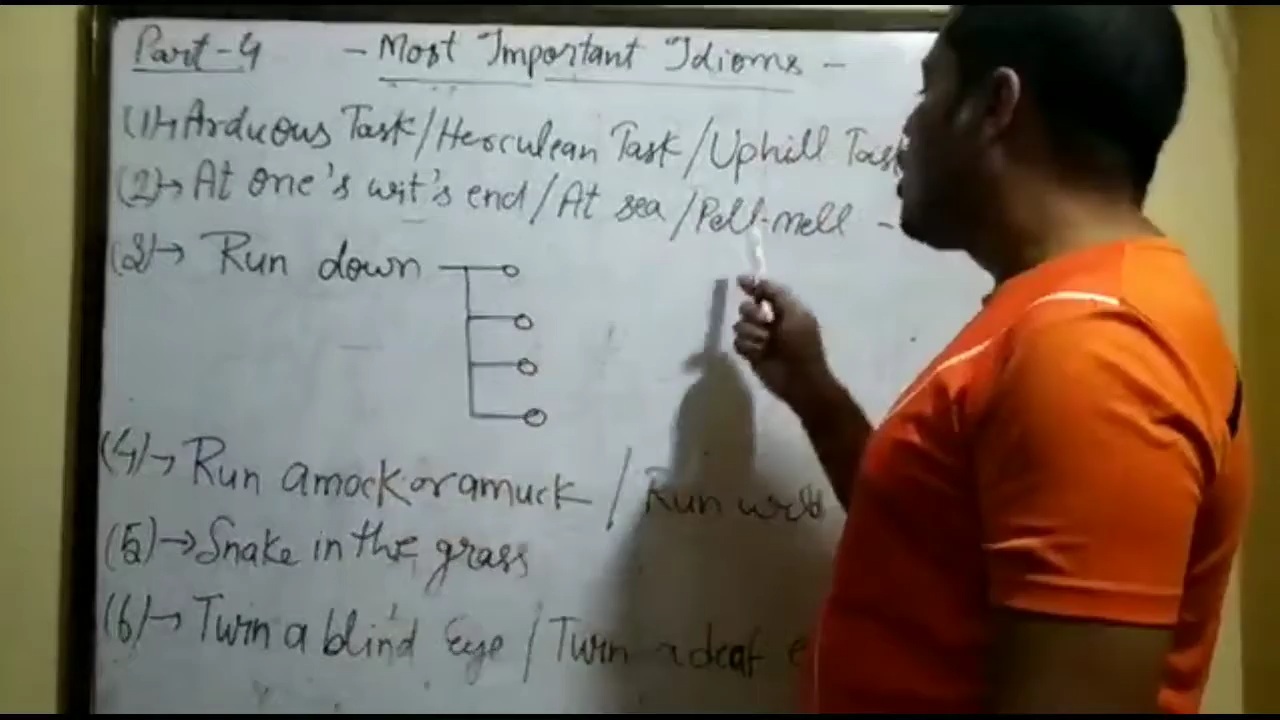 Part-4 - Most Important Idioms -
(1)→ Arduous Task/Herculean Task/Uphill Task
(2)→ At one's wit's end/At sea/Pell-mell -
(3)→ Run down
(4)→ Run amock or amuck / Run
(5)→ Snake in the grass
(6)→ Turn a blind Eye / Turn a deaf e